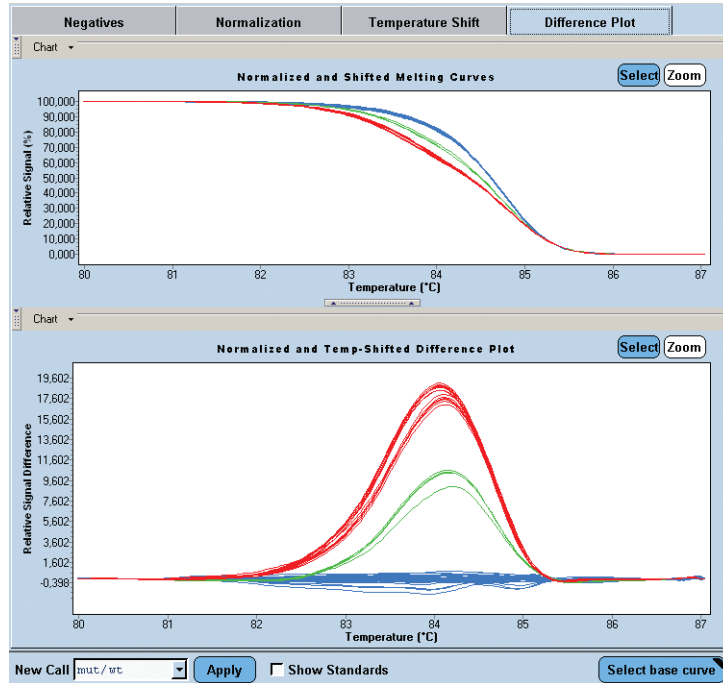 Negatives Normalization Temperature Shift Difference Plot
Chart
Normalized and Shifted Melting Curves
Select Zoom
Relative Signal (%)
100,000
90,000
80,000
70,000
60,000
50,000
40,000
30,000
20,000
10,000
0,000
80 81 82 83 84 85 86 87
Temperature (°C)
Chart
Normalized and Temp-Shifted Difference Plot
Select Zoom
Relative Signal Difference
19,602
17,602
15,602
13,602
11,602
9,602
7,602
5,602
3,602
1,602
-0,398
80 81 82 83 84 85 86 87
Temperature (°C)
New Call mut/wt Apply Show Standards Select base curve